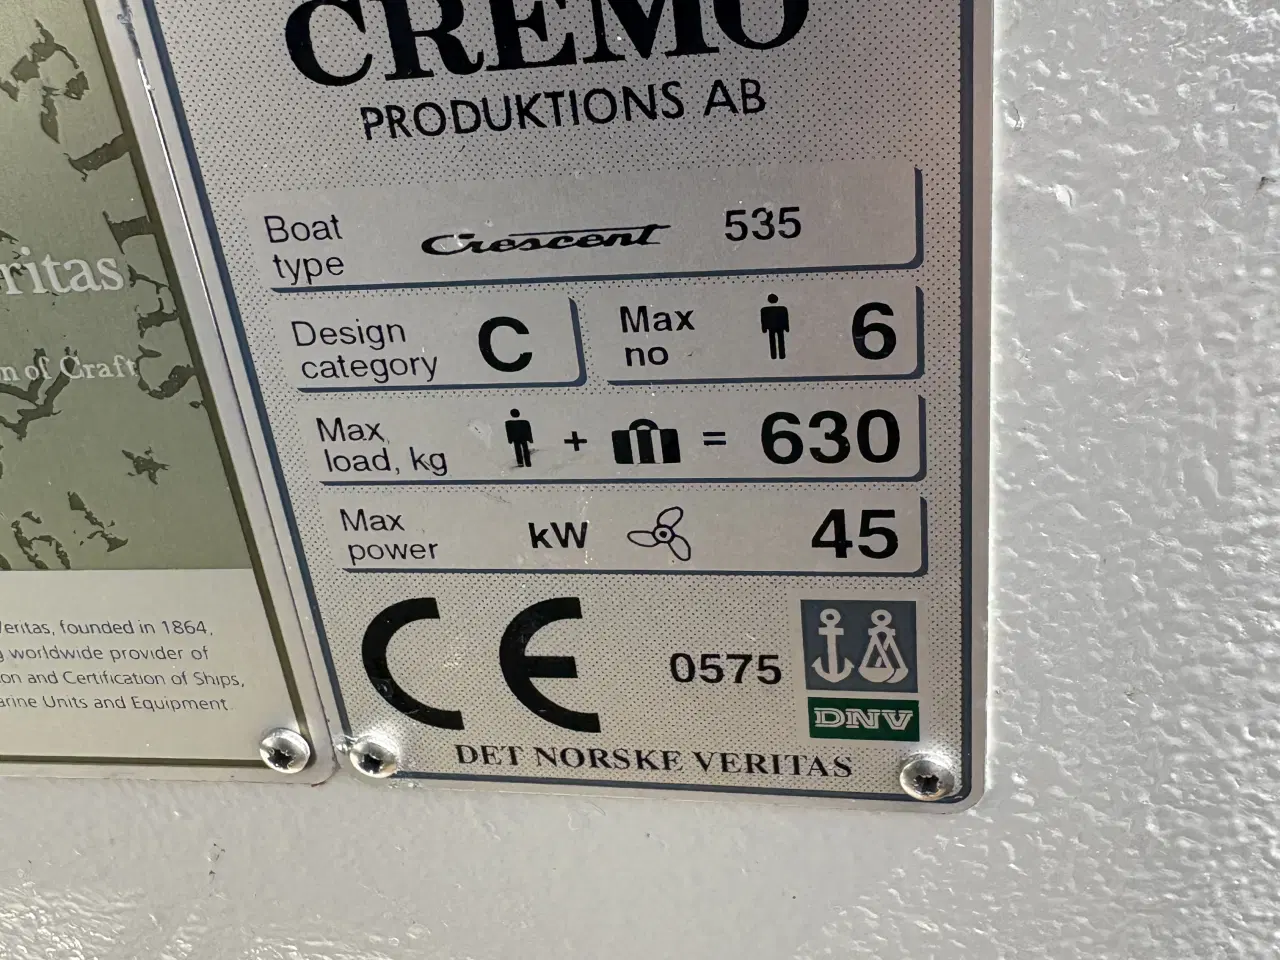 CREMO
PRODUKTIONS AB
Boat type Crescent 535
Design category C
Max no 6
Max load, kg + = 630
Max power kW 45
CE 0575
DNV
DET NORSKE VERITAS
ritas
n of Craft
eritas, founded in 1864,
worldwide provider of
on and Certification of Ships,
arine Units and Equipment.